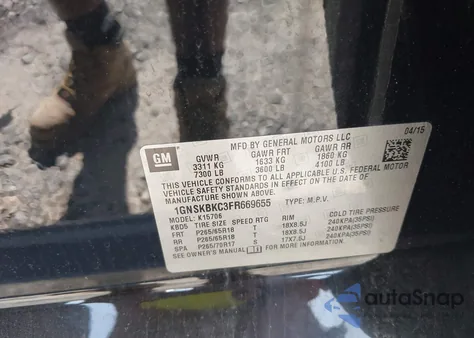 GM
MFD BY GENERAL MOTORS LLC
04/15
GVWR GAWR FRT GAWR RR
3311 KG 1633 KG 1860 KG
7300 LB 3600 LB 4100 LB
THIS VEHICLE CONFORMS TO ALL APPLICABLE U.S. FEDERAL MOTOR
VEHICLE SAFETY AND THEFT PREVENTION STANDARDS IN EFFECT ON THE DATE OF
MANUFACTURE SHOWN ABOVE.
1GNSKBKC3FR669655 TYPE: M.P.V.
MODEL: K15706
KBD5 TIRE SIZE SPEED RTG RIM COLD TIRE PRESSURE
FRT P265/65R18 T 18X8.5J 240KPA(35PSI)
RR P265/65R18 T 18X8.5J 240KPA(35PSI)
SPA P265/70R17 S 17X7.5J 240KPA(35PSI)
SEE OWNER'S MANUAL FOR MORE INFORMATION.
autoSnap